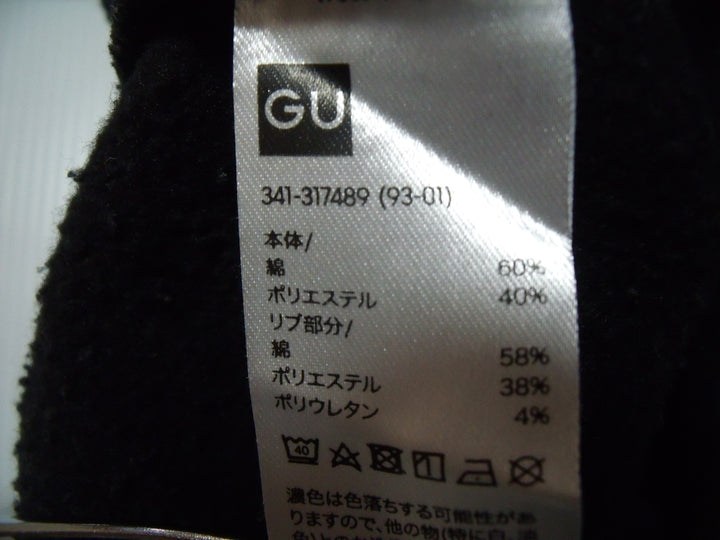 GU
341-317489 (93-01)
本体/
綿 60%
ポリエステル 40%
リブ部分/
綿 58%
ポリエステル 38%
ポリウレタン 4%
40
濃色は色落ちする可能性があ
りますので、他の物(特に白・淡